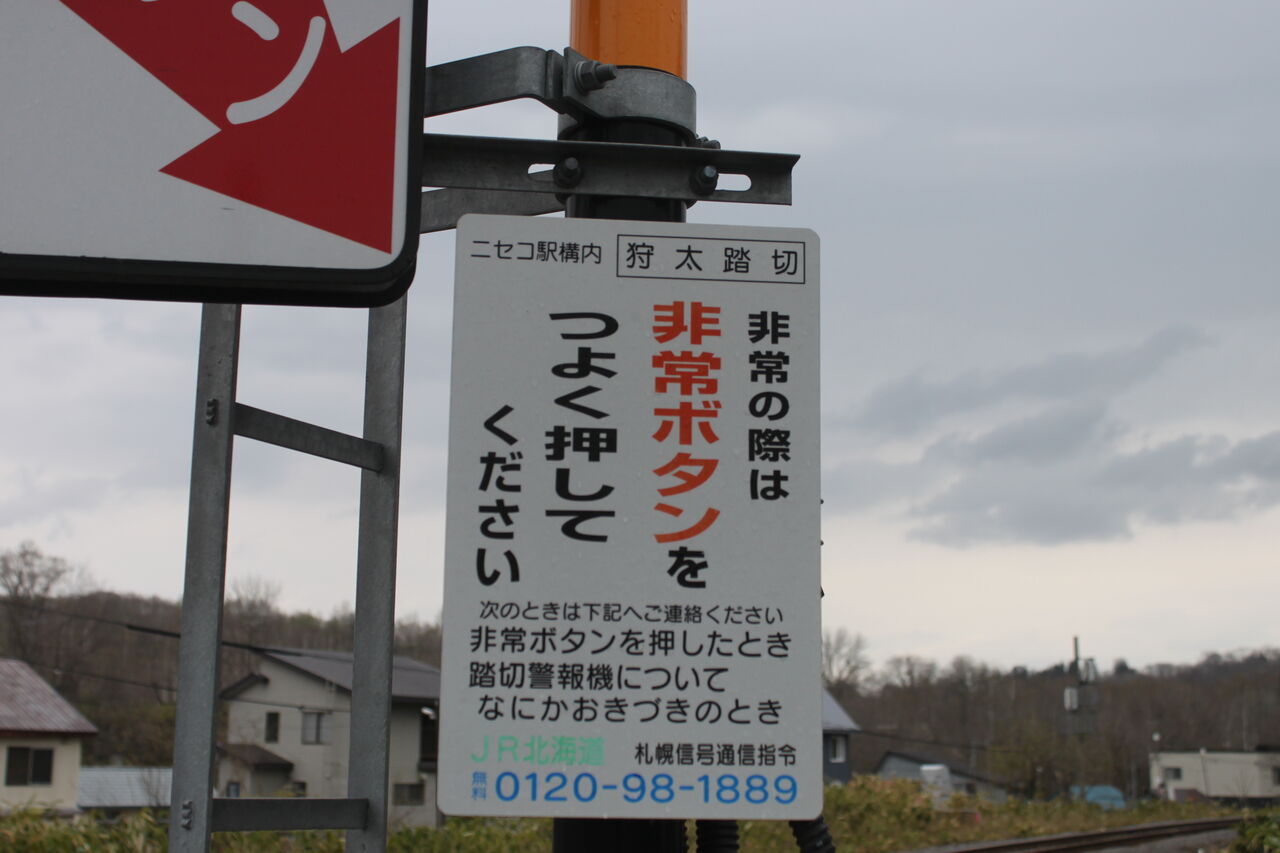 ニセコ駅構内 狩太踏切
非常の際は
非常ボタンを
つよく押して
ください
次のときは下記へご連絡ください
非常ボタンを押したとき
踏切警報機について
なにかおきづきのとき
JR北海道 札幌信号通信指令
無料 0120-98-1889